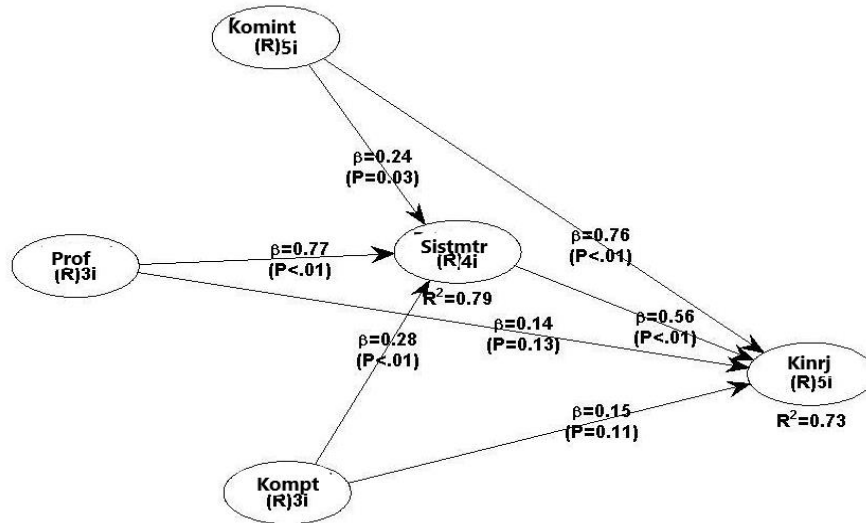 Komint
(R)5i
β=0.24
(P=0.03)
β=0.76
(P<.01)
Prof
(R)3i
β=0.77
(P<.01)
Sistmtr
(R)4i
R²=0.79
β=0.14
(P=0.13)
β=0.56
(P<.01)
β=0.28
(P<.01)
Kinrj
(R)5i
R²=0.73
β=0.15
(P=0.11)
Kompt
(R)3i